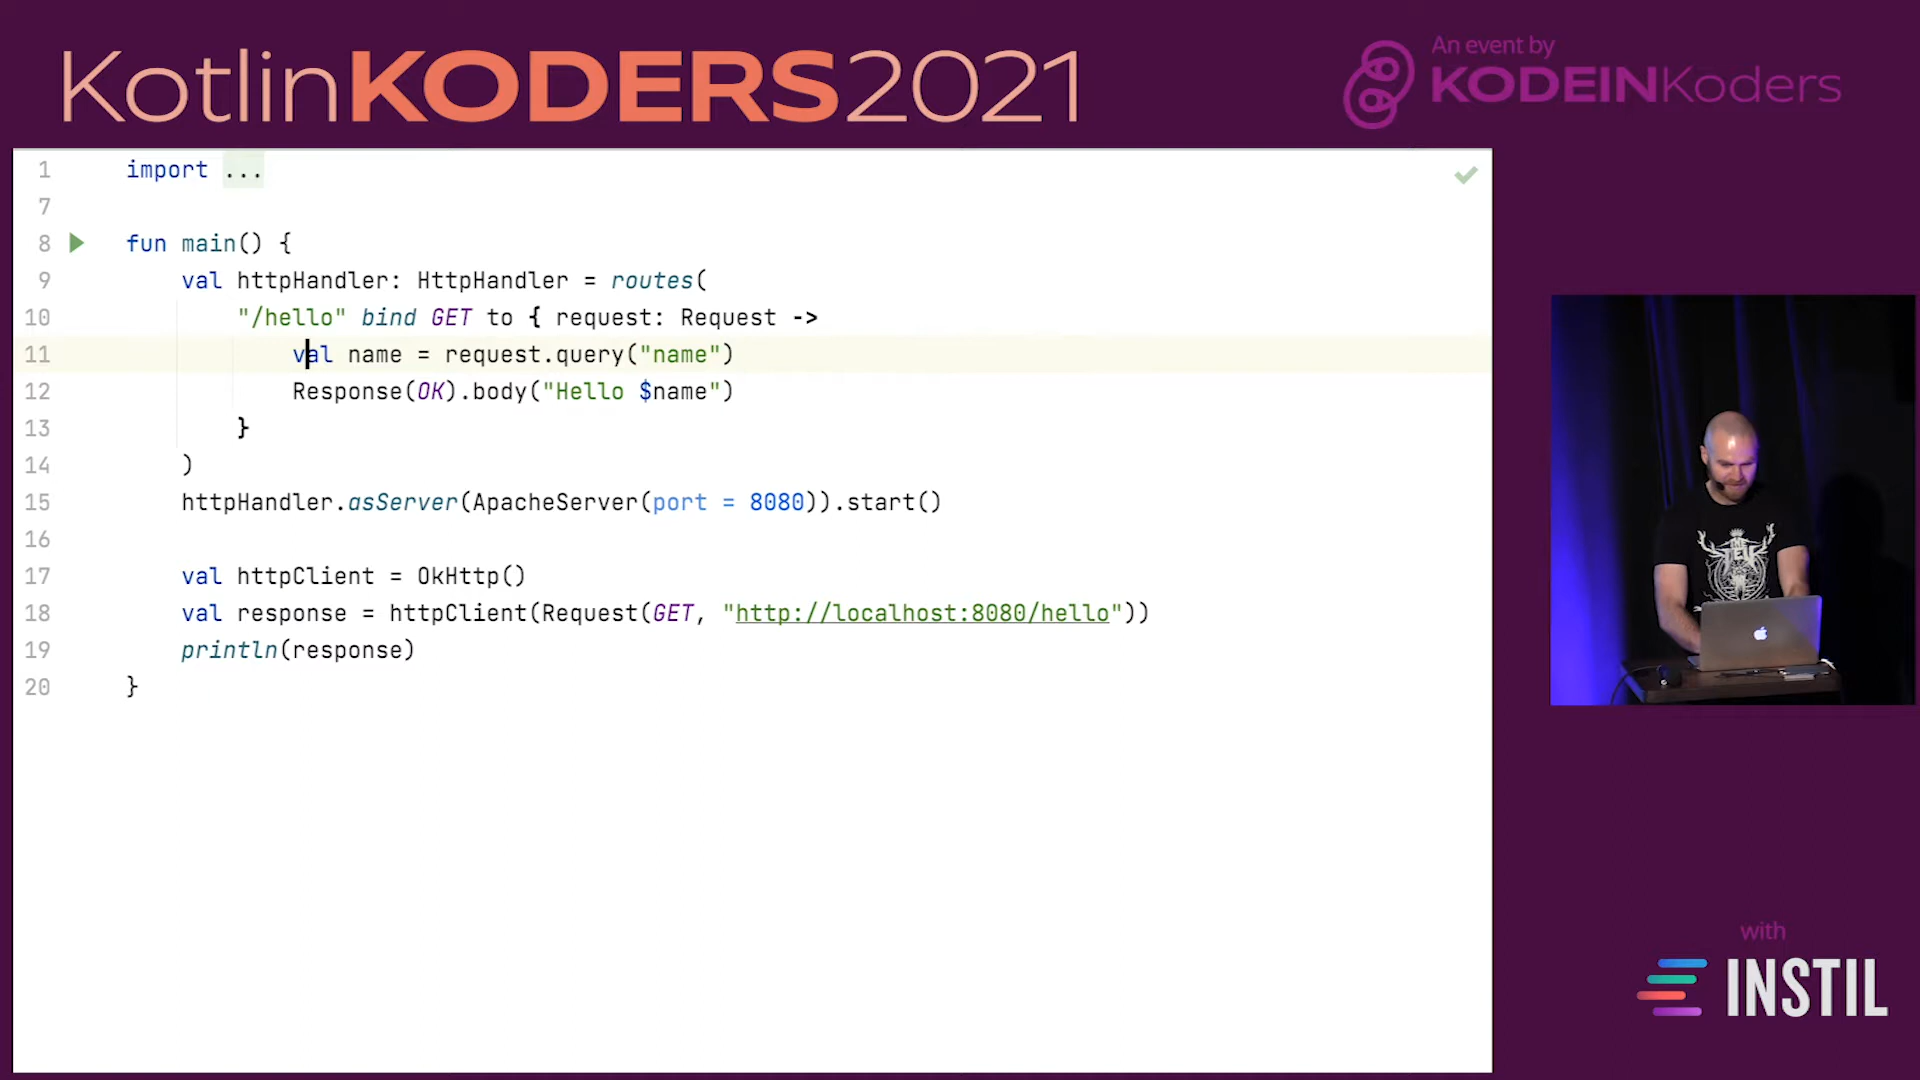 KotlinKODERS2021
An event by
KODEINKoders
1 import ...
7
8 fun main() {
9 val httpHandler: HttpHandler = routes(
10 "/hello" bind GET to { request: Request ->
11 val name = request.query("name")
12 Response(OK).body("Hello $name")
13 }
14 )
15 httpHandler.asServer(ApacheServer(port = 8080)).start()
16
17 val httpClient = OkHttp()
18 val response = httpClient(Request(GET, "http://localhost:8080/hello"))
19 println(response)
20 }
with
INSTIL